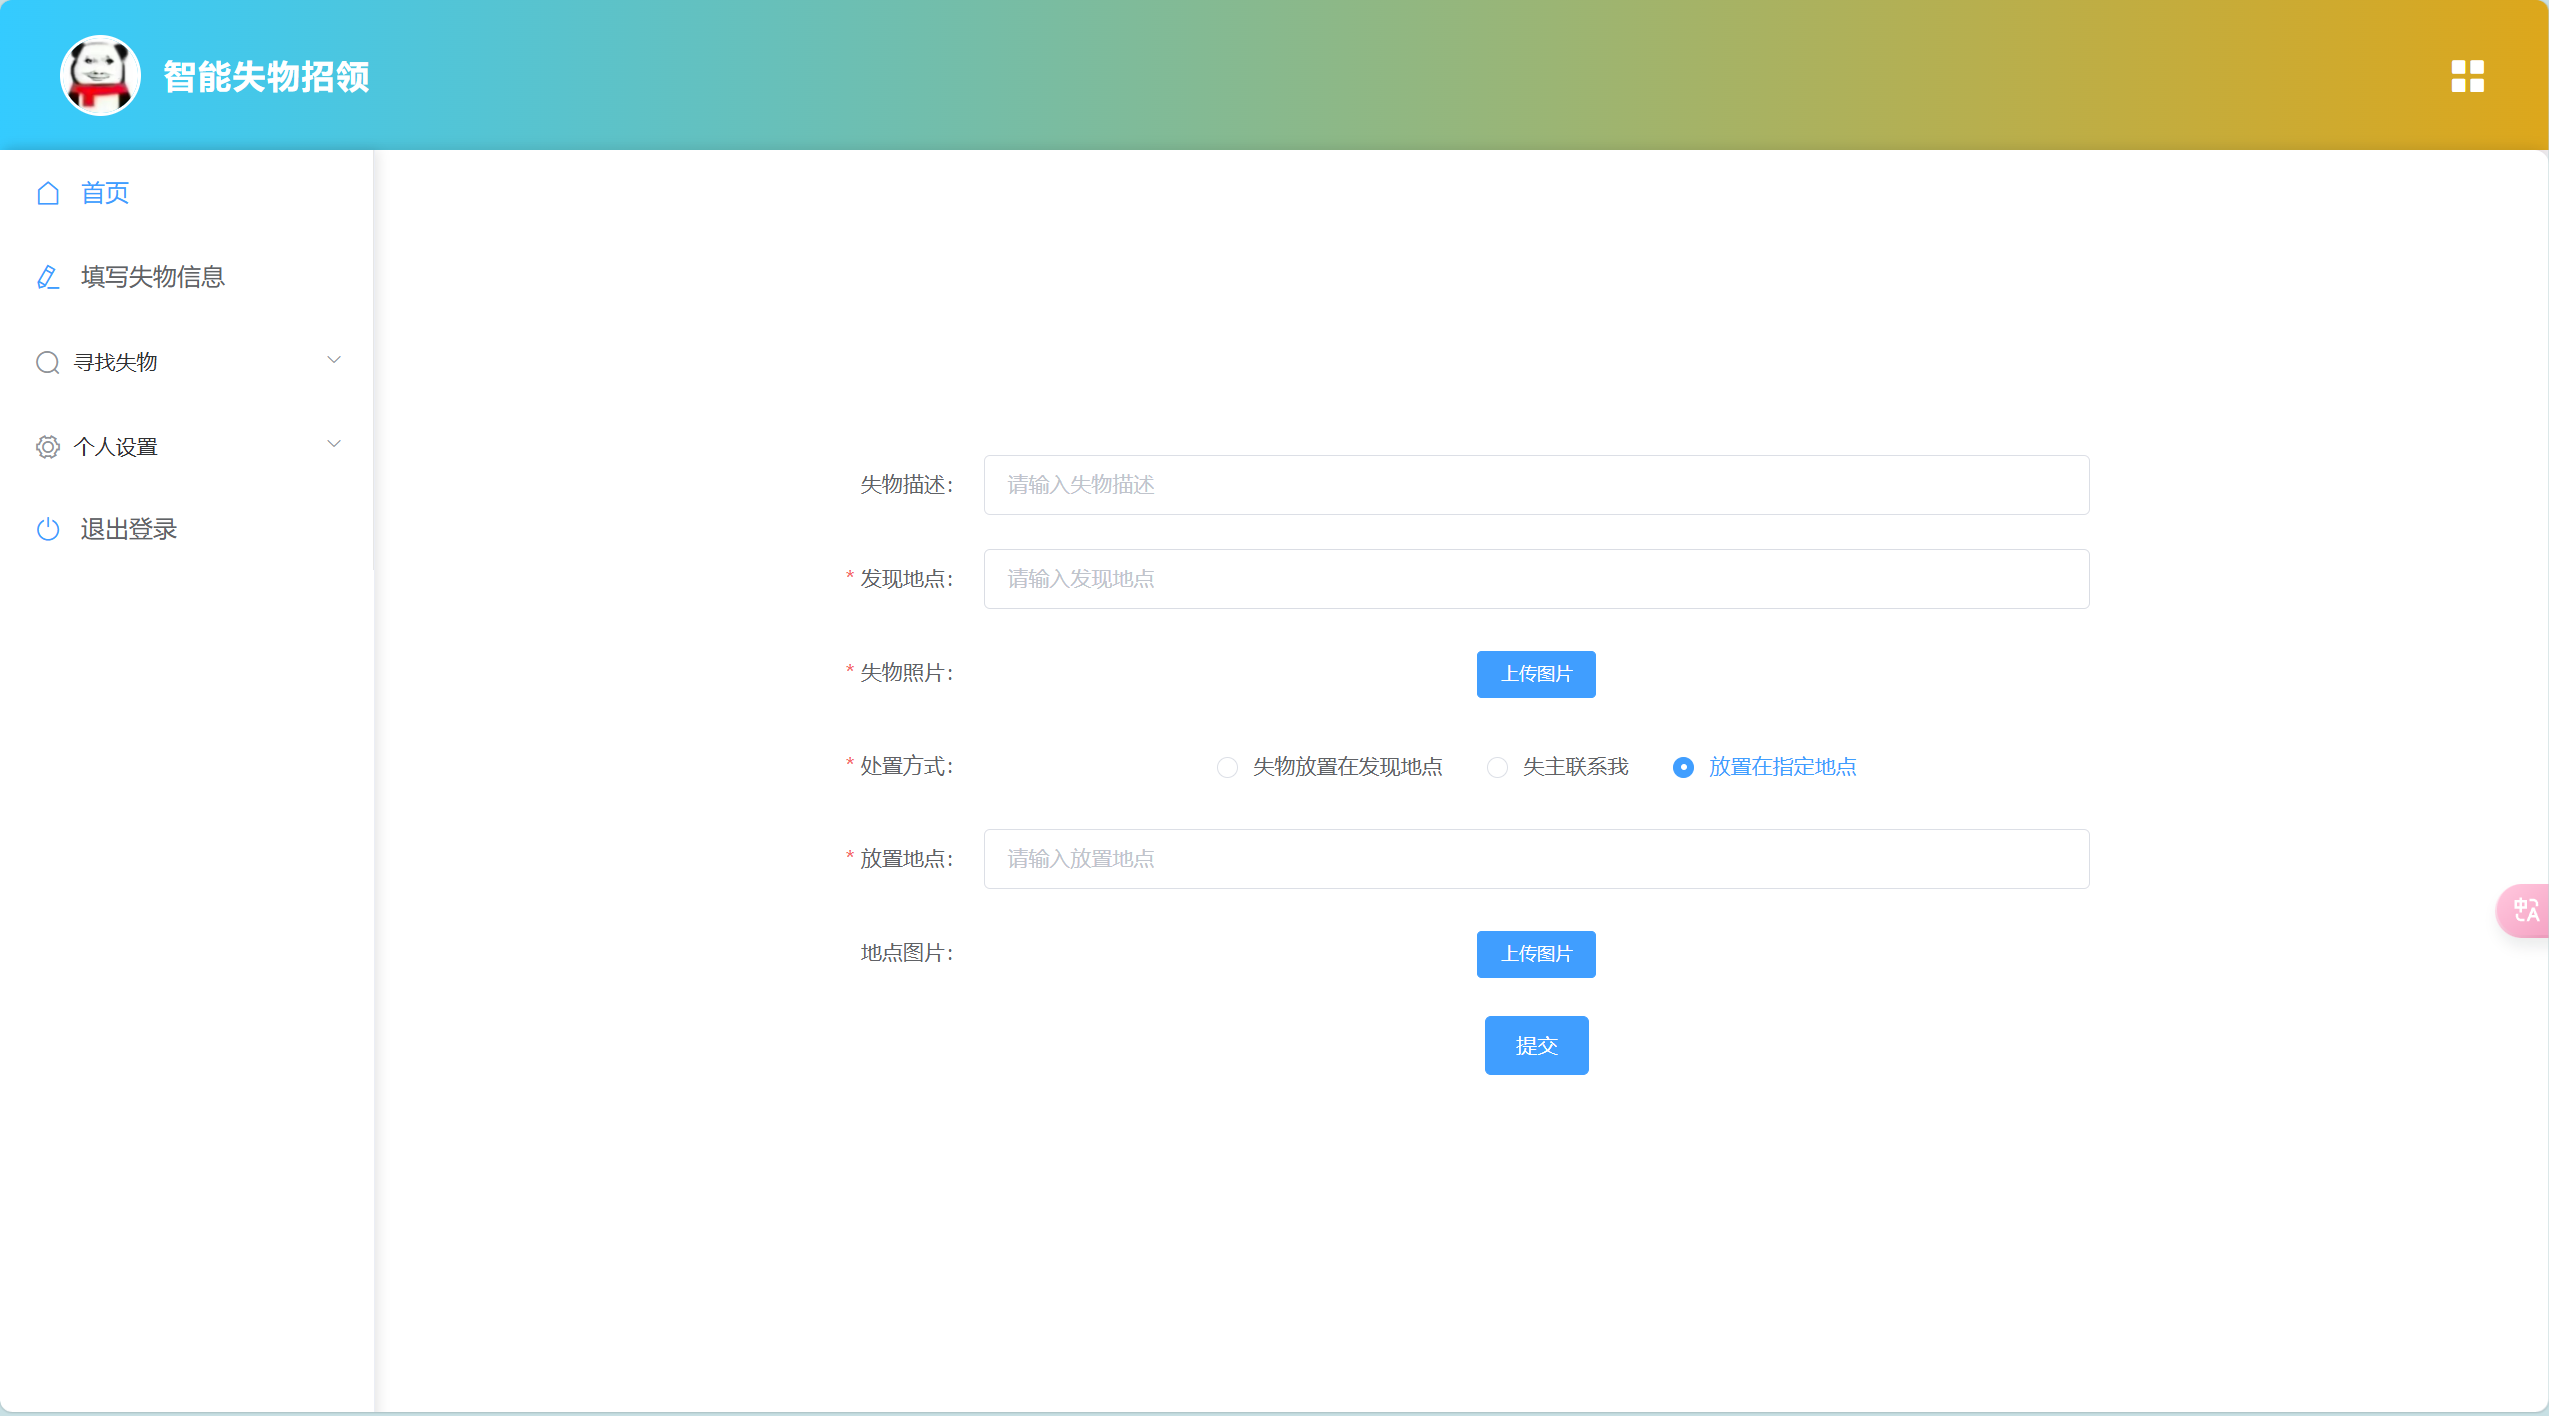 智能失物招领
首页
填写失物信息
寻找失物
个人设置
退出登录
失物描述：
请输入失物描述
* 发现地点：
请输入发现地点
* 失物照片：
上传图片
* 处置方式：
失物放置在发现地点
失主联系我
放置在指定地点
* 放置地点：
请输入放置地点
地点图片：
上传图片
提交
中A